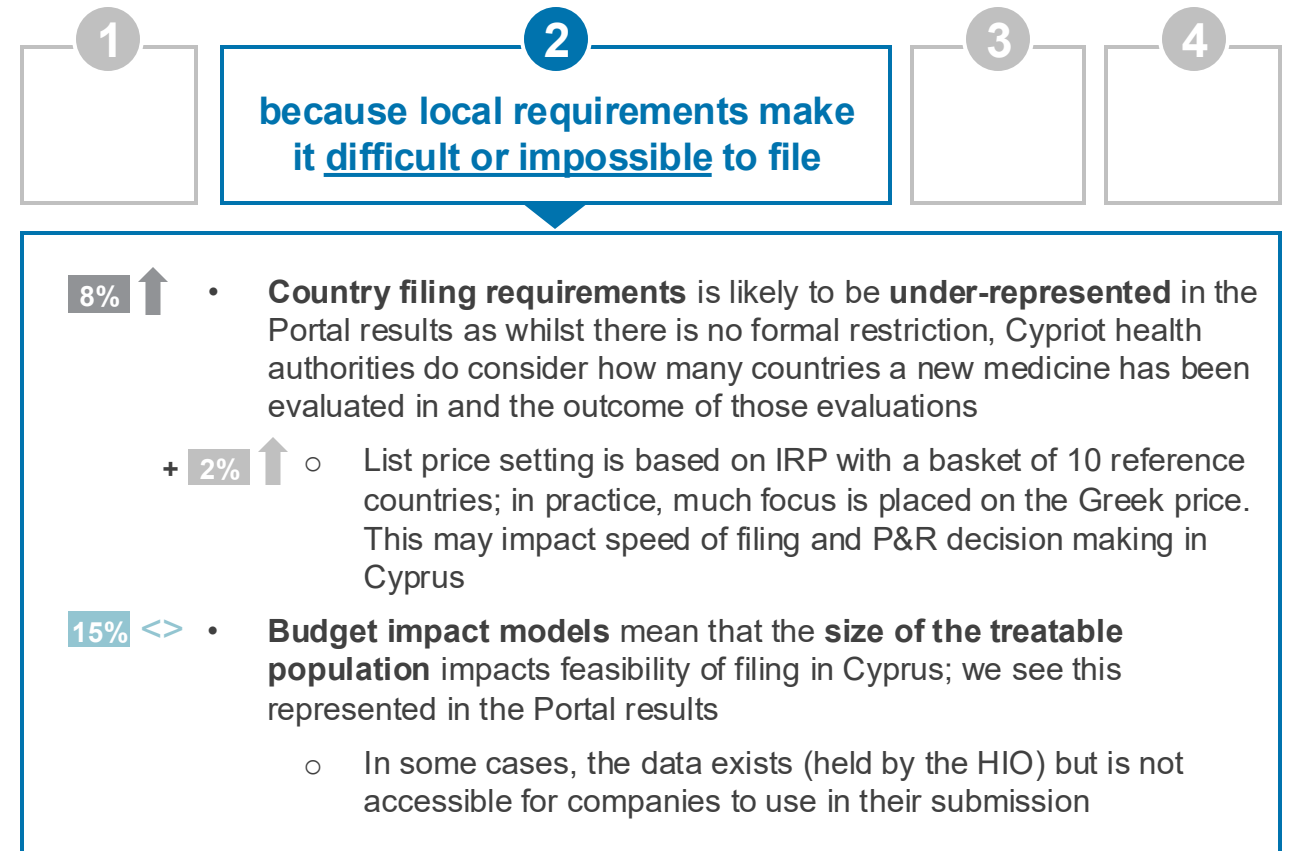 1
2
3
4
because local requirements make
it difficult or impossible to file
8%
• Country filing requirements is likely to be under-represented in the
Portal results as whilst there is no formal restriction, Cypriot health
authorities do consider how many countries a new medicine has been
evaluated in and the outcome of those evaluations
+ 2%
○ List price setting is based on IRP with a basket of 10 reference
countries; in practice, much focus is placed on the Greek price.
This may impact speed of filing and P&R decision making in
Cyprus
15% <>
• Budget impact models mean that the size of the treatable
population impacts feasibility of filing in Cyprus; we see this
represented in the Portal results
○ In some cases, the data exists (held by the HIO) but is not
accessible for companies to use in their submission